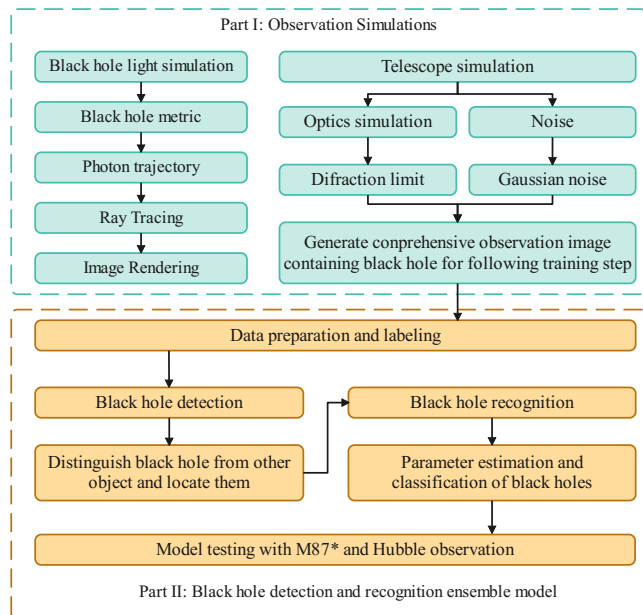 Part I: Observation Simulations
Black hole light simulation
Black hole metric
Photon trajectory
Ray Tracing
Image Rendering
Telescope simulation
Optics simulation
Noise
Difraction limit
Gaussian noise
Generate conprehensive observation image
containing black hole for following training step
Data preparation and labeling
Black hole detection
Distinguish black hole from other
object and locate them
Black hole recognition
Parameter estimation and
classification of black holes
Model testing with M87* and Hubble observation
Part II: Black hole detection and recognition ensemble model